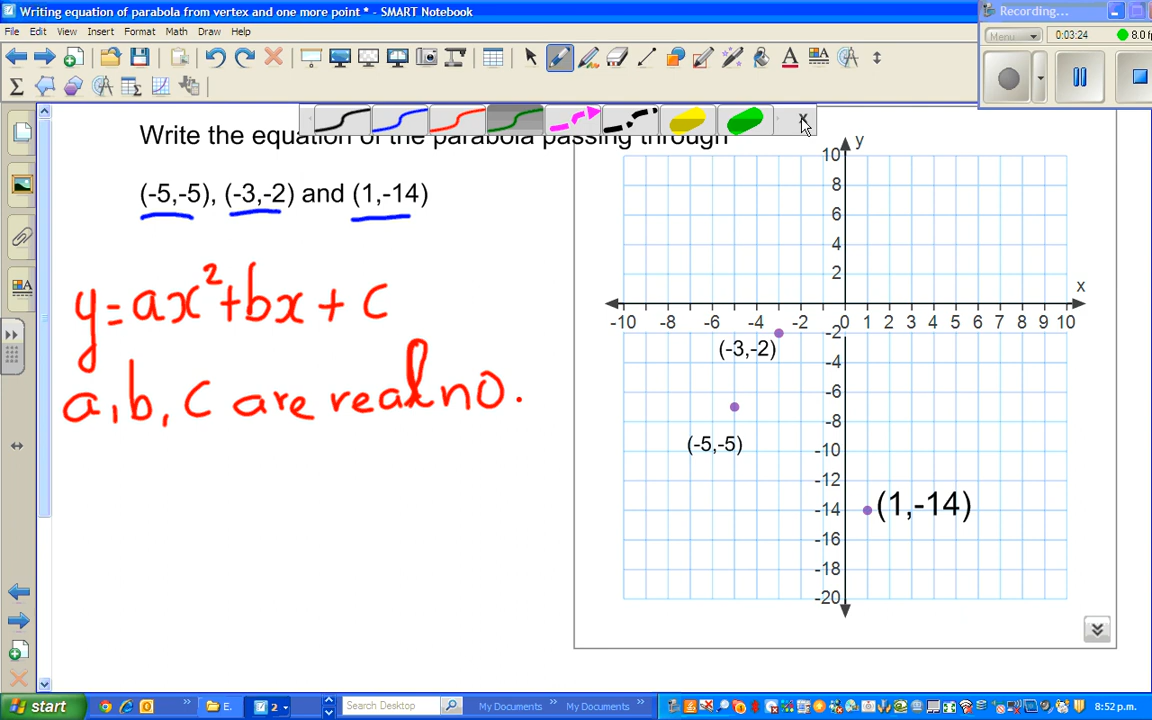 Writing equation of parabola from vertex and one more point * - SMART Notebook
Recording...
File Edit View Insert Format Math Draw Help
Menu 0:03:24 8.0
Write the equation of the parabola passing through
(-5,-5), (-3,-2) and (1,-14)
y=ax²+bx+c
a,b,c are real no.
y
x
10
8
6
4
2
-10 -8 -6 -4 -2 0 1 2 3 4 5 6 7 8 9 10
-2
-4
-6
-8
-10
-12
-14
-16
-18
-20
(-3,-2)
(-5,-5)
(1,-14)
start E. 2 Search Desktop My Documents My Documents 8:52 p.m.